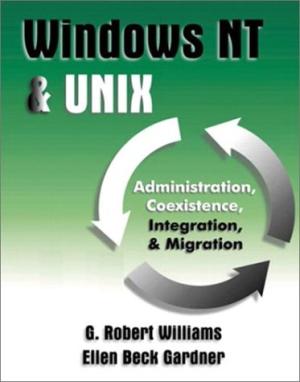 Windows NT
& UNIX
Administration,
Coexistence,
Integration,
& Migration
G. Robert Williams
Ellen Beck Gardner